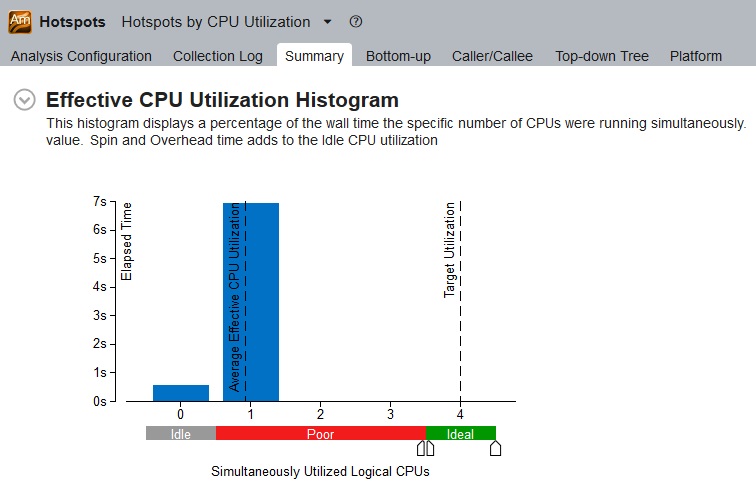 Am Hotspots Hotspots by CPU Utilization
Analysis Configuration Collection Log Summary Bottom-up Caller/Callee Top-down Tree Platform
Effective CPU Utilization Histogram
This histogram displays a percentage of the wall time the specific number of CPUs were running simultaneously.
value. Spin and Overhead time adds to the Idle CPU utilization
7s
6s
5s
4s
3s
2s
1s
0s
Elapsed Time
Average Effective CPU Utilization
Target Utilization
0 1 2 3 4
Idle Poor Ideal
Simultaneously Utilized Logical CPUs